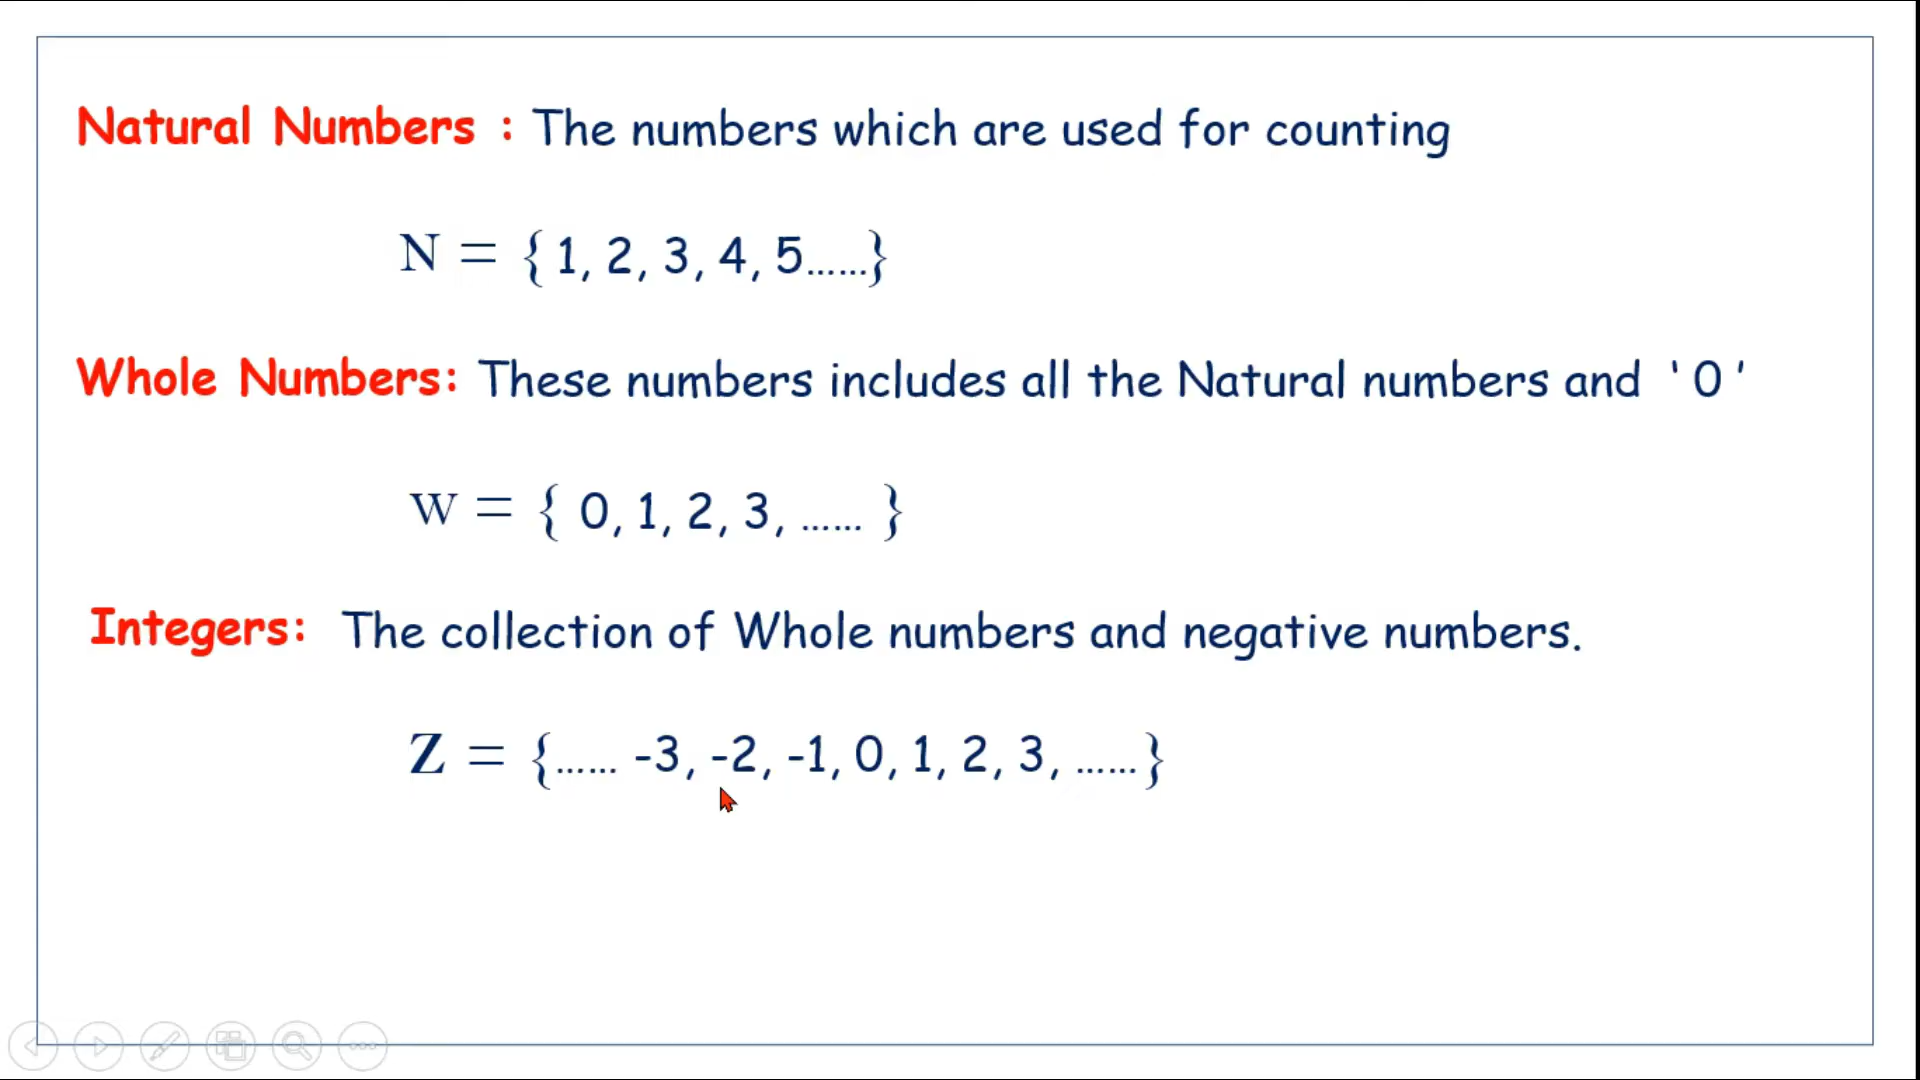 Natural Numbers : The numbers which are used for counting
N = { 1, 2, 3, 4, 5......}
Whole Numbers: These numbers includes all the Natural numbers and ' 0 '
W = { 0, 1, 2, 3, ...... }
Integers: The collection of Whole numbers and negative numbers.
Z = {...... -3, -2, -1, 0, 1, 2, 3, ......}